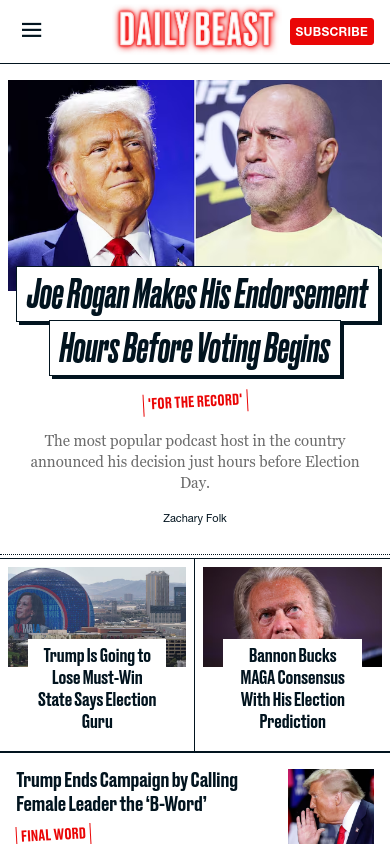 DAILY BEAST
SUBSCRIBE
UFC
Joe Rogan Makes His Endorsement
Hours Before Voting Begins
'FOR THE RECORD'
The most popular podcast host in the country
announced his decision just hours before Election
Day.
Zachary Folk
MA
Trump Is Going to
Lose Must-Win
State Says Election
Guru
Bannon Bucks
MAGA Consensus
With His Election
Prediction
Trump Ends Campaign by Calling
Female Leader the ‘B-Word’
FINAL WORD